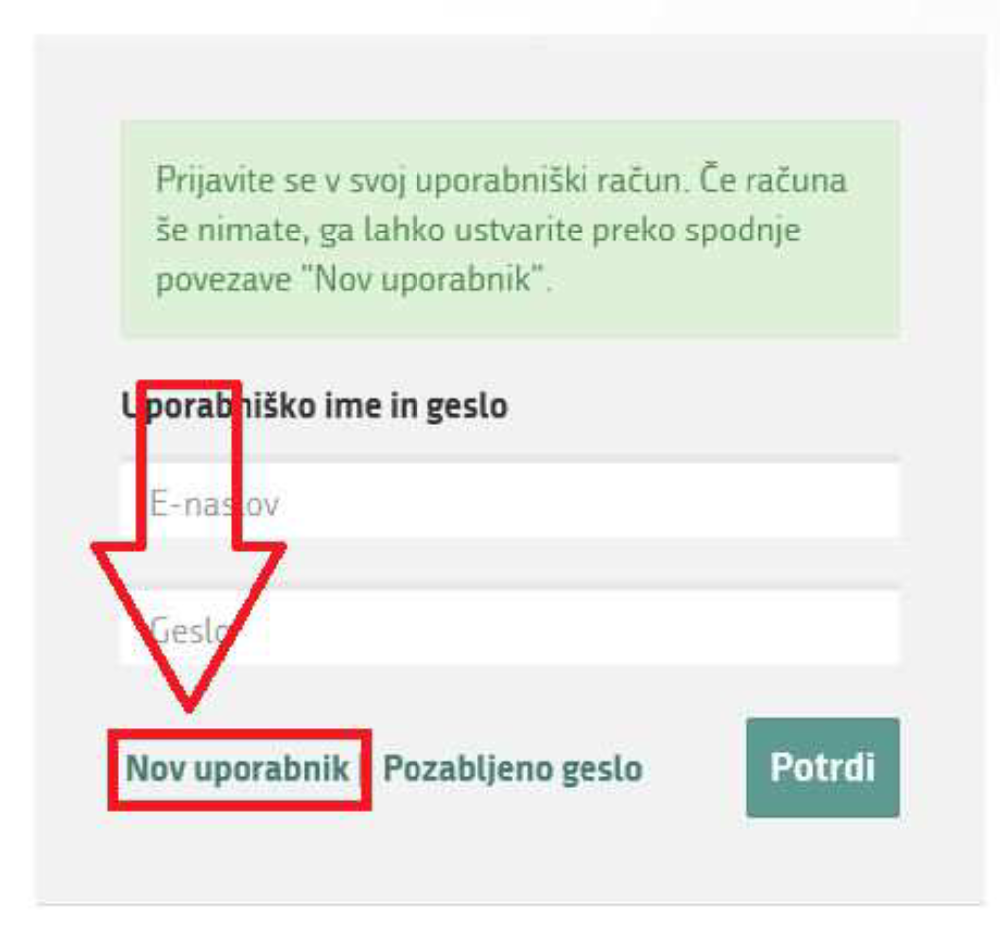 Prijavite se v svoj uporabniški račun. Če računa
še nimate, ga lahko ustvarite preko spodnje
povezave "Nov uporabnik".
Uporabniško ime in geslo
E-naslov
Geslo
Nov uporabnik Pozabljeno geslo Potrdi